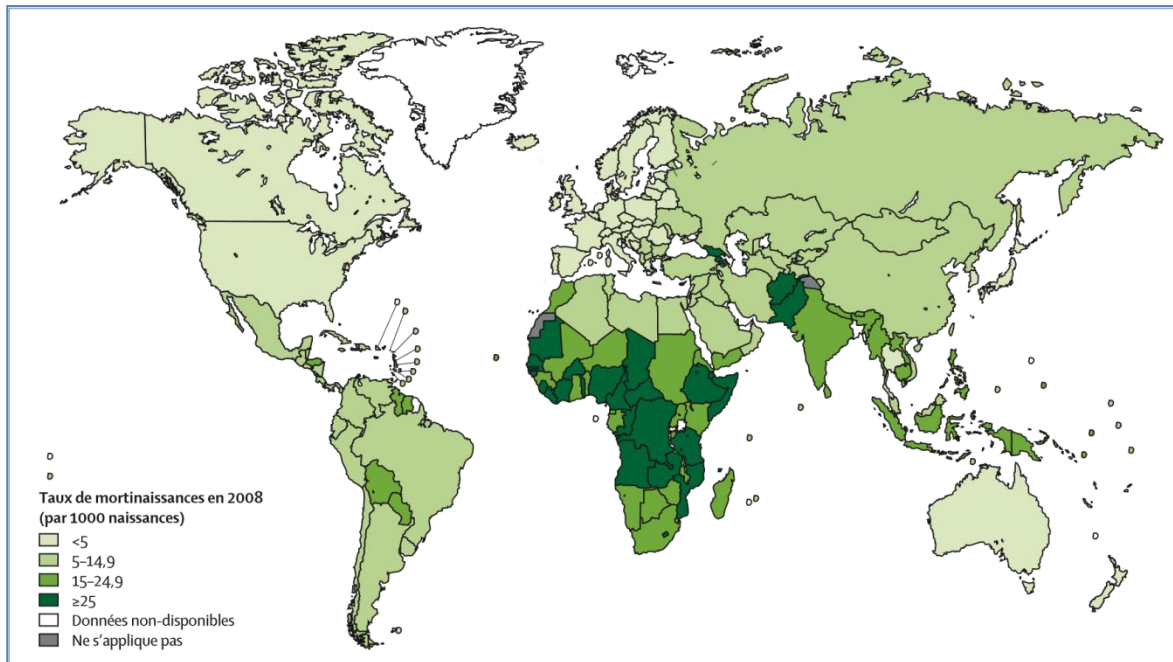 Taux de mortinaissances en 2008
(par 1000 naissances)
<5
5–14,9
15–24,9
≥25
Données non-disponibles
Ne s’applique pas